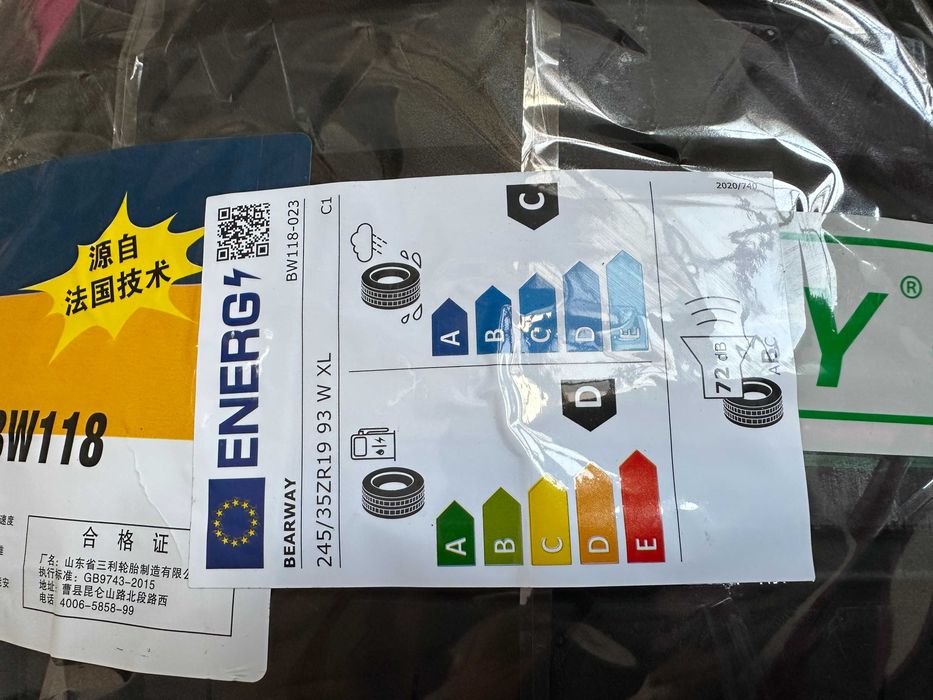 源自
法国技术
BW118
合格证
厂名: 山东省三利轮胎制造有限公
执行标准: GB9743-2015
地址: 曹县昆仑山路北段路西
电话 4006-5858-99
速度
ENERG
BW118-023
C1
BEARWAY
245/35ZR19 93 W XL
C
A
B
C
D
E
D
A
B
C
D
E
2020/740
72 dB
ABC
Y®